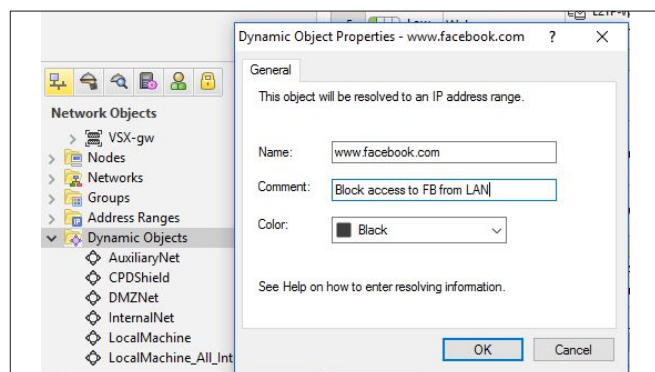 Dynamic Object Properties - www.facebook.com ? X
General
This object will be resolved to an IP address range.
Name: www.facebook.com
Comment: Block access to FB from LAN
Color: Black
See Help on how to enter resolving information.
OK Cancel
Network Objects
VSX-gw
Nodes
Networks
Groups
Address Ranges
Dynamic Objects
AuxiliaryNet
CPDShield
DMZNet
InternalNet
LocalMachine
LocalMachine_All_Int